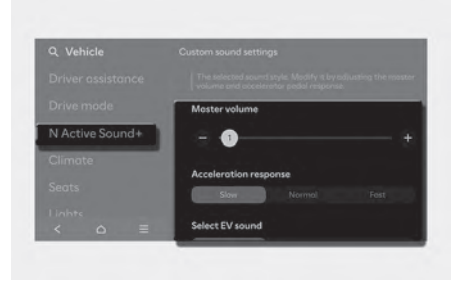 Vehicle
Custom sound settings
Driver assistance
The selected sound style. Modify it by adjusting the master
volume and accelerator pedal response.
Drive mode
Master volume
N Active Sound+
1
Climate
Acceleration response
Seats
Slow Normal Fast
Lights
Select EV sound